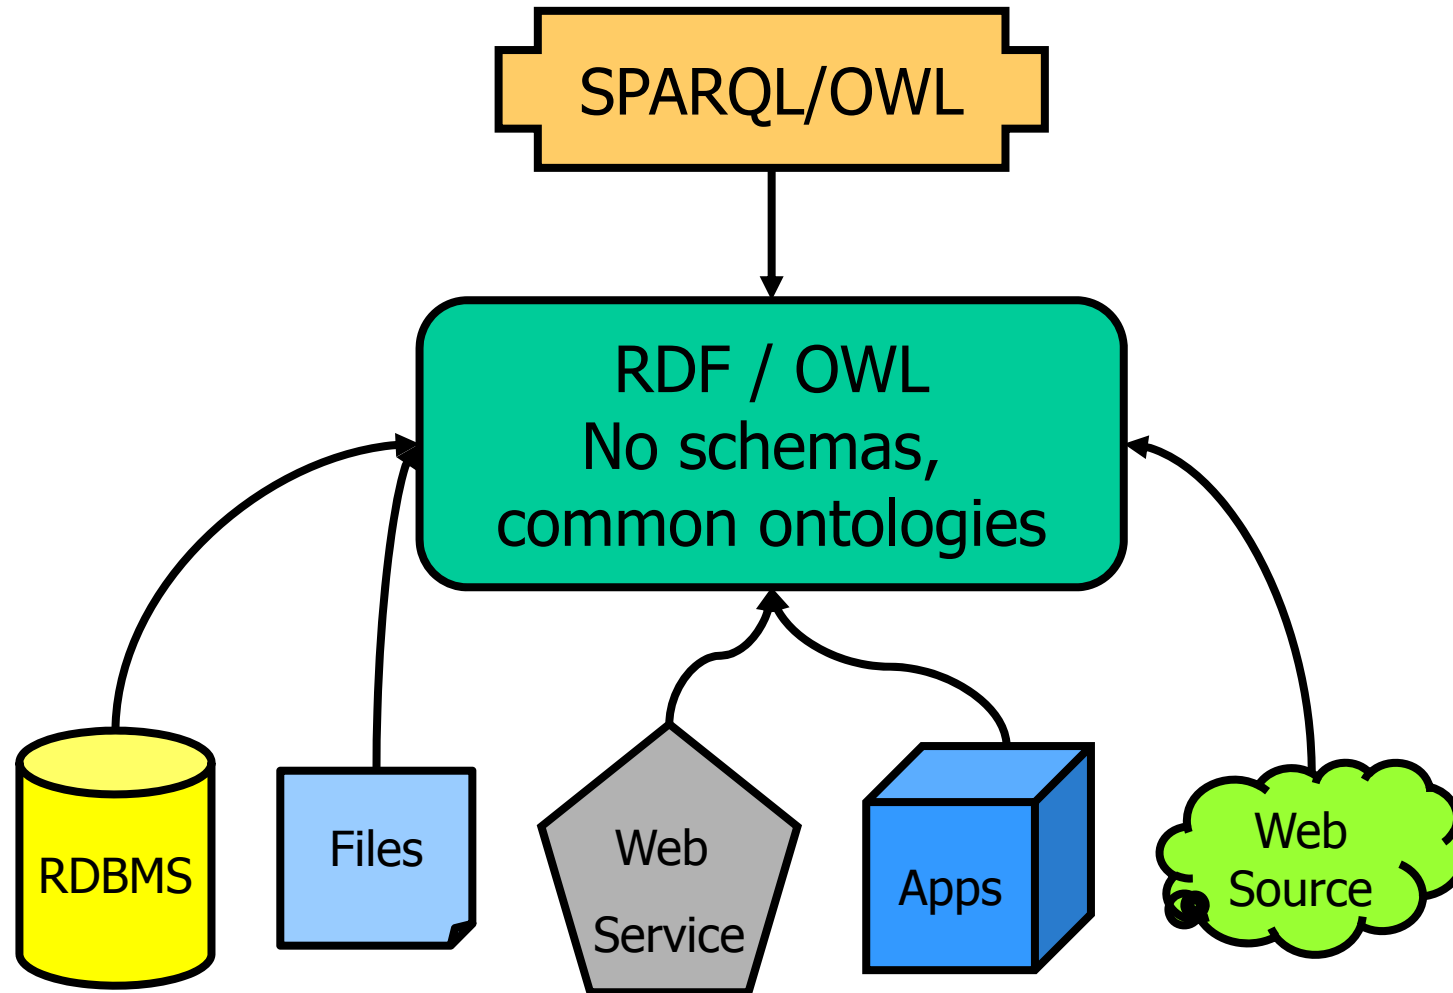 SPARQL/OWL
RDF / OWL
No schemas,
common ontologies
RDBMS
Files
Web
Service
Apps
Web
Source